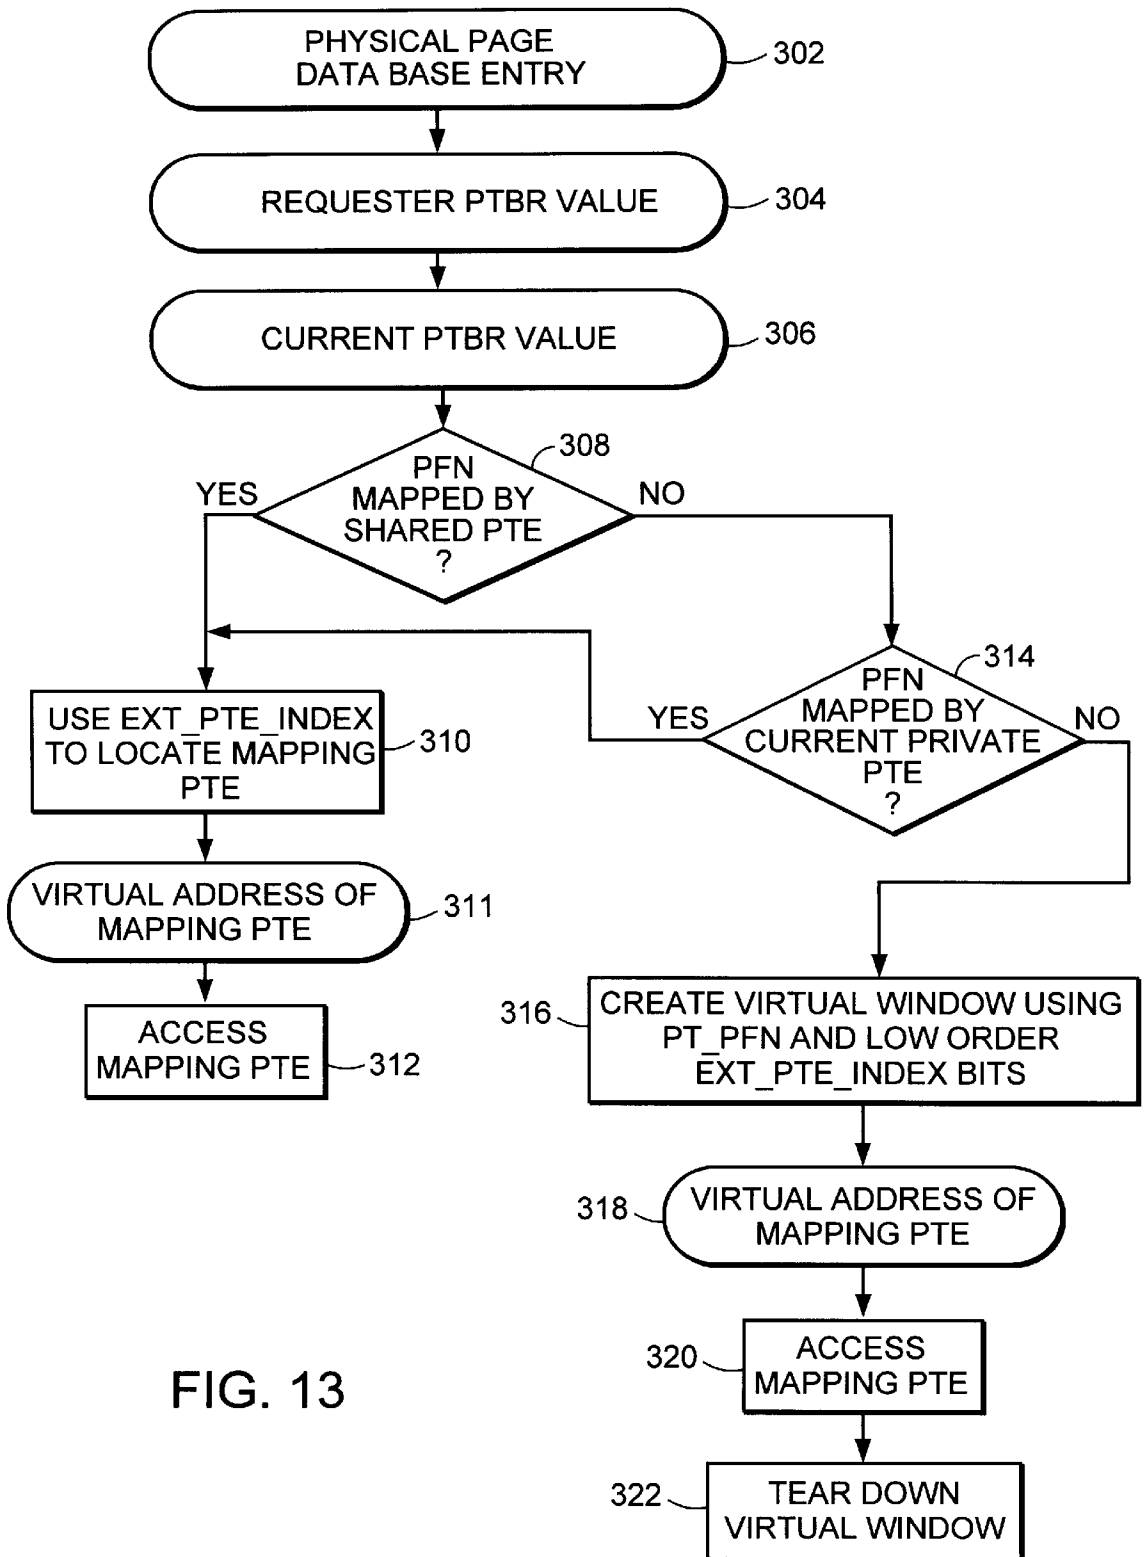 PHYSICAL PAGE
DATA BASE ENTRY
302
REQUESTER PTBR VALUE
304
CURRENT PTBR VALUE
306
308
PFN
MAPPED BY
SHARED PTE
?
YES
NO
314
PFN
MAPPED BY
CURRENT PRIVATE
PTE
?
YES
NO
USE EXT_PTE_INDEX
TO LOCATE MAPPING
PTE
310
VIRTUAL ADDRESS OF
MAPPING PTE
311
ACCESS
MAPPING PTE
312
316
CREATE VIRTUAL WINDOW USING
PT_PFN AND LOW ORDER
EXT_PTE_INDEX BITS
318
VIRTUAL ADDRESS OF
MAPPING PTE
320
ACCESS
MAPPING PTE
322
TEAR DOWN
VIRTUAL WINDOW
FIG. 13